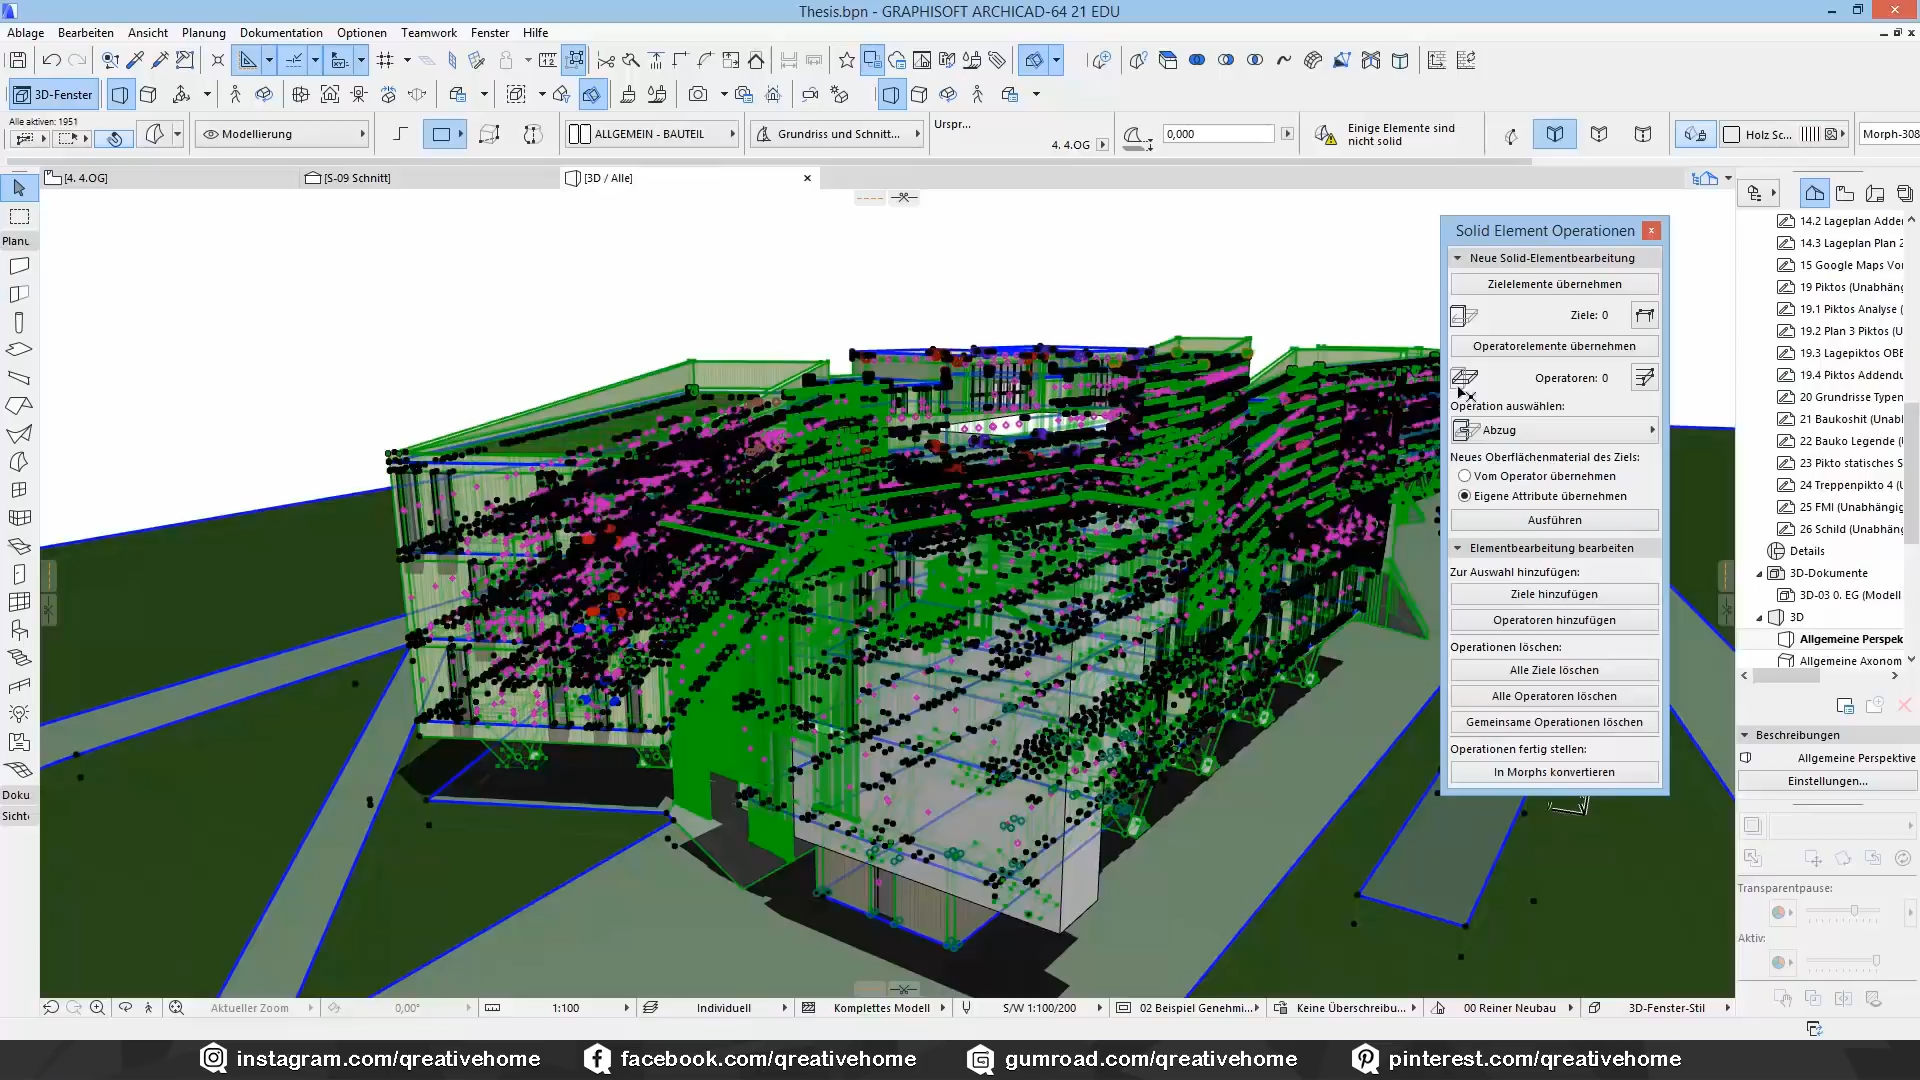 Thesis.bpn - GRAPHISOFT ARCHICAD-64 21 EDU
Ablage Bearbeiten Ansicht Planung Dokumentation Optionen Teamwork Fenster Hilfe
3D-Fenster
Alle aktiven: 1951
Modellierung
ALLGEMEIN - BAUTEIL
Grundriss und Schnitt...
Urspr...
4. 4.OG
0,000
Einige Elemente sind
nicht solid
Holz Sc...
Morph-308
[4. 4.OG]
[S-09 Schnitt]
[3D / Alle]
Planu
Doku
Sicht
Solid Element Operationen
Neue Solid-Elementbearbeitung
Zielelemente übernehmen
Ziele: 0
Operatorelemente übernehmen
Operatoren: 0
Operation auswählen:
Abzug
Neues Oberflächenmaterial des Ziels:
Vom Operator übernehmen
Eigene Attribute übernehmen
Ausführen
Elementbearbeitung bearbeiten
Zur Auswahl hinzufügen:
Ziele hinzufügen
Operatoren hinzufügen
Operationen löschen:
Alle Ziele löschen
Alle Operatoren löschen
Gemeinsame Operationen löschen
Operationen fertig stellen:
In Morphs konvertieren
14.2 Lageplan Adder
14.3 Lageplan Plan 2
15 Google Maps Vo
19 Piktos (Unabhäng
19.1 Piktos Analyse (
19.2 Plan 3 Piktos (U
19.3 Lagepiktos OBE
19.4 Piktos Addendu
20 Grundrisse Typen
21 Baukoshit (Unabl
22 Bauko Legende (U
23 Pikto statisches S
24 Treppenpikto 4 (U
25 FMI (Unabhängig
26 Schild (Unabhäng
Details
3D-Dokumente
3D-03 0. EG (Modell
3D
Allgemeine Perspek
Allgemeine Axonom
Beschreibungen
Allgemeine Perspektive
Einstellungen...
Transparentpause:
Aktiv:
Aktueller Zoom
0,00°
1:100
Individuell
Komplettes Modell
S/W 1:100/200
02 Beispiel Genehmi...
Keine Überschreibu...
00 Reiner Neubau
3D-Fenster-Stil
instagram.com/qreativehome
facebook.com/qreativehome
gumroad.com/qreativehome
pinterest.com/qreativehome